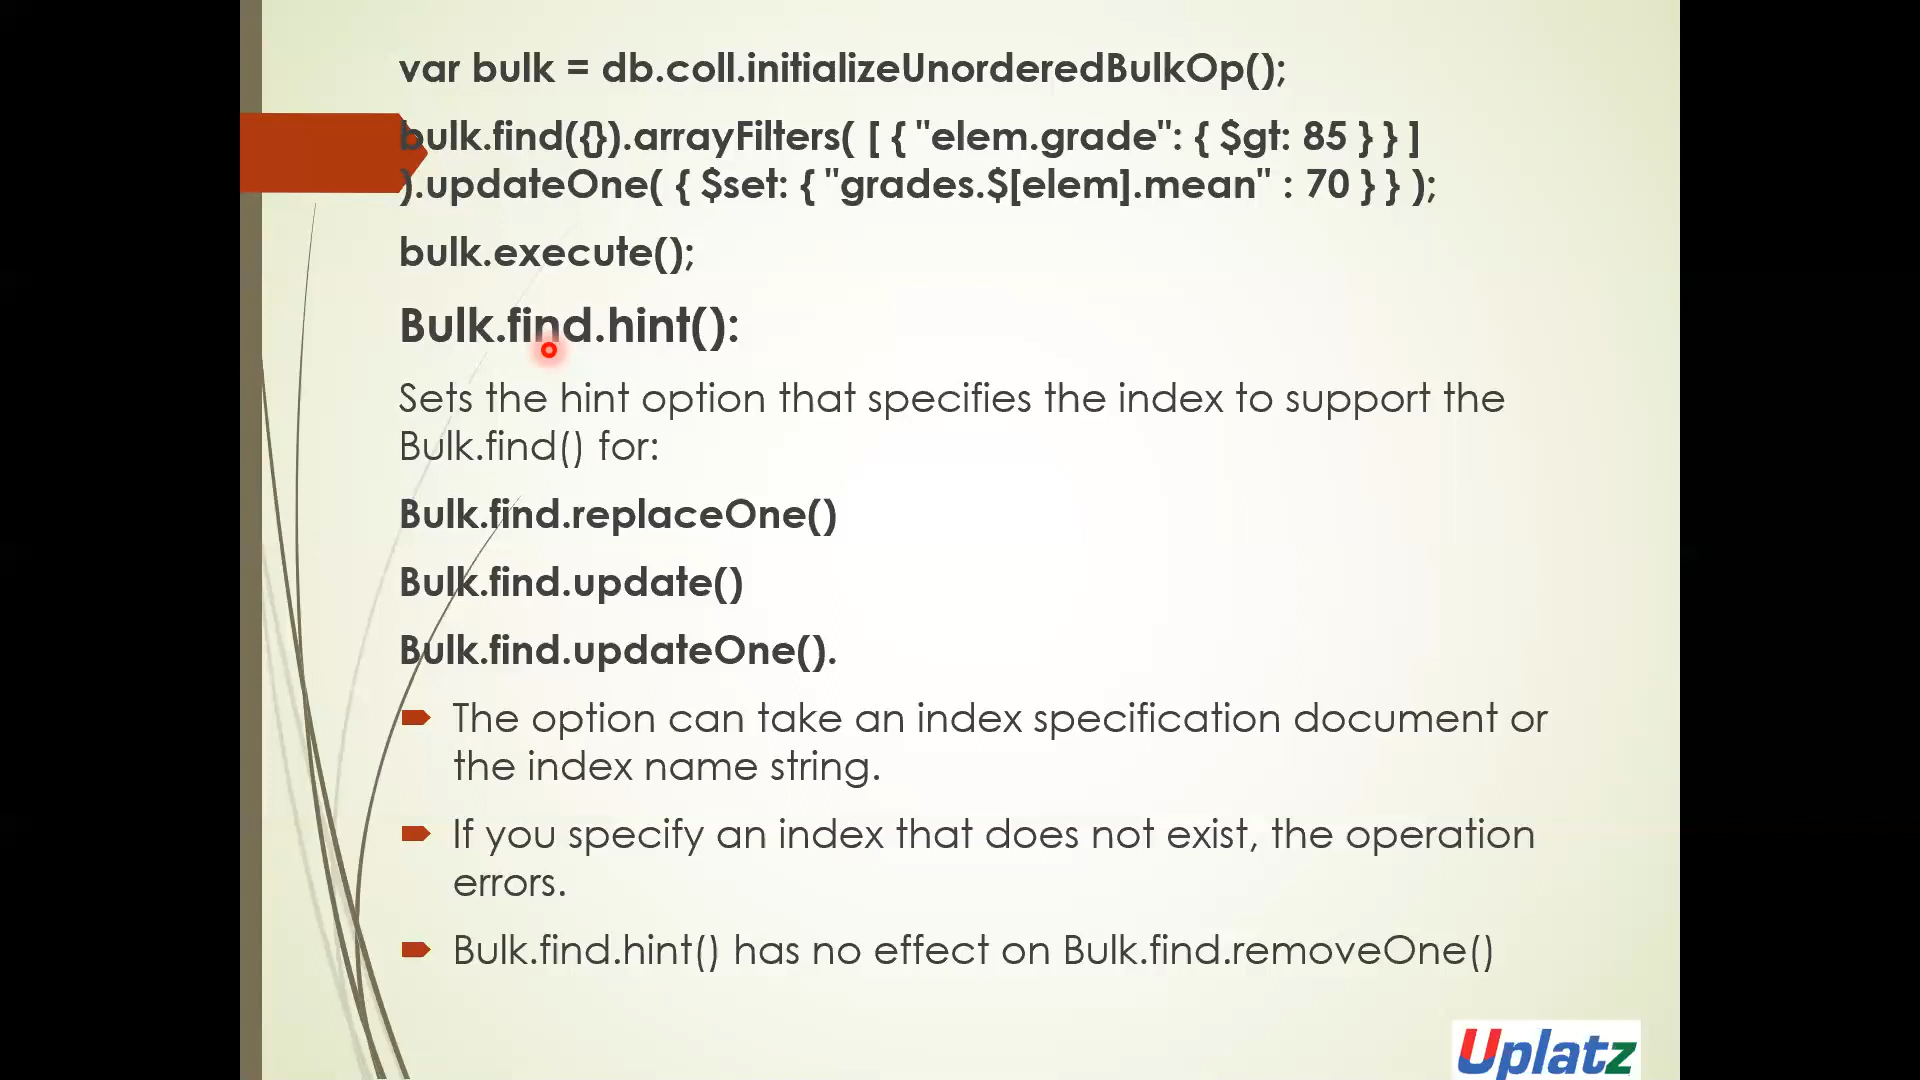 var bulk = db.coll.initializeUnorderedBulkOp();
bulk.find({}).arrayFilters( [ { "elem.grade": { $gt: 85 } } ]
).updateOne( { $set: { "grades.$[elem].mean" : 70 } } );
bulk.execute();
Bulk.find.hint():
Sets the hint option that specifies the index to support the
Bulk.find() for:
Bulk.find.replaceOne()
Bulk.find.update()
Bulk.find.updateOne().
The option can take an index specification document or
the index name string.
If you specify an index that does not exist, the operation
errors.
Bulk.find.hint() has no effect on Bulk.find.removeOne()
Uplatz